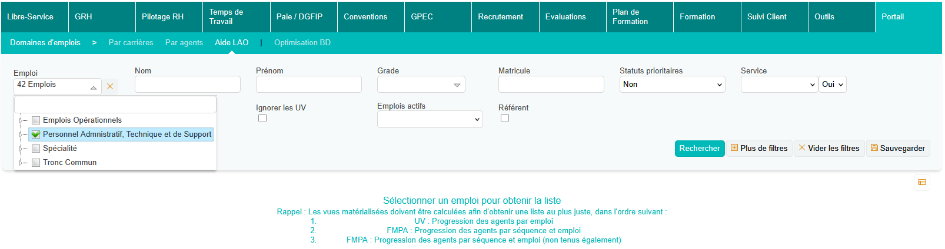 Libre-Service GRH Pilotage RH Temps de Travail Paie / DGFIP Conventions GPEC Recrutement Evaluations Plan de Formation Formation Suivi Client Outils Portail
Domaines d'emplois > Par carrières Par agents Aide LAO | Optimisation BD
Emploi Nom Prénom Grade Matricule Statuts prioritaires Service
42 Emplois Non Oui
Ignorer les UV Emplois actifs Référent
Emplois Opérationnels
Personnel Admnistratif, Technique et de Support
Spécialité
Tronc Commun
Rechercher Plus de filtres Vider les filtres Sauvegarder
Sélectionner un emploi pour obtenir la liste
Rappel : Les vues matérialisées doivent être calculées afin d'obtenir une liste au plus juste, dans l'ordre suivant :
1. UV : Progression des agents par emploi
2. FMPA : Progression des agents par séquence et emploi
3. FMPA : Progression des agents par séquence et emploi (non tenus également)